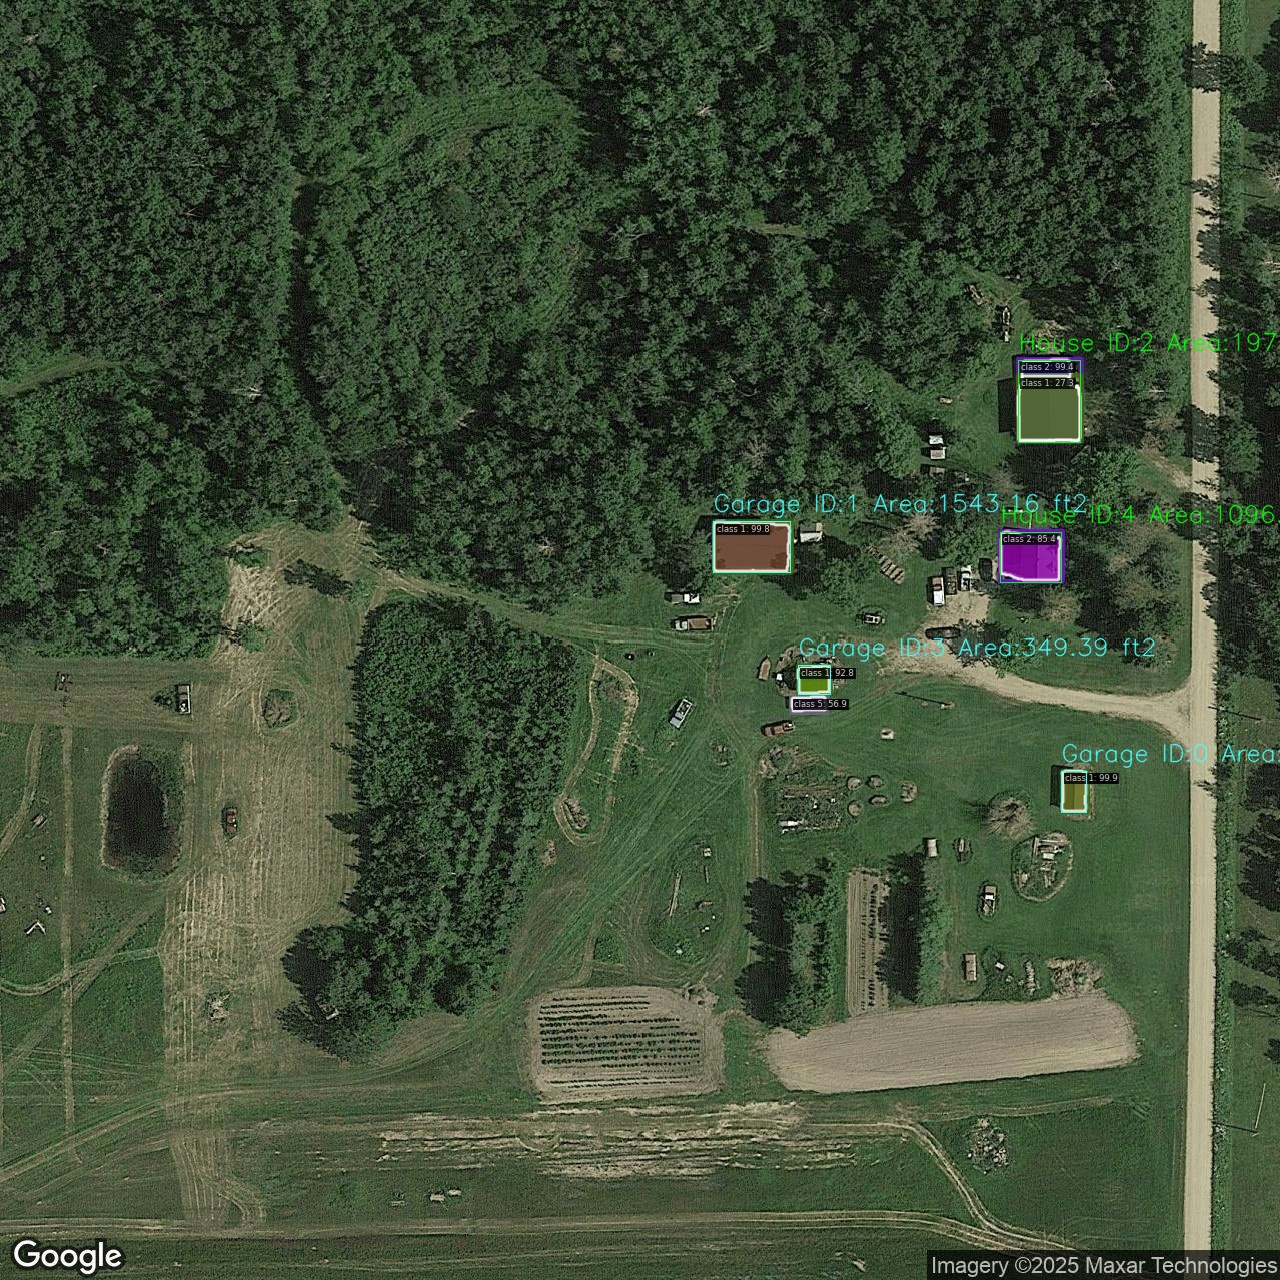 House ID:2 Area:197
class 2: 99.4
class 1: 27.3
Garage ID:1 Area:1543.16 ft2
House ID:4 Area:1096
class 1: 99.8
class 2: 85.4
Garage ID:3 Area:349.39 ft2
class 1: 92.8
class 5: 56.9
Garage ID:0 Area:
class 1: 99.9
Google
Imagery ©2025 Maxar Technologies